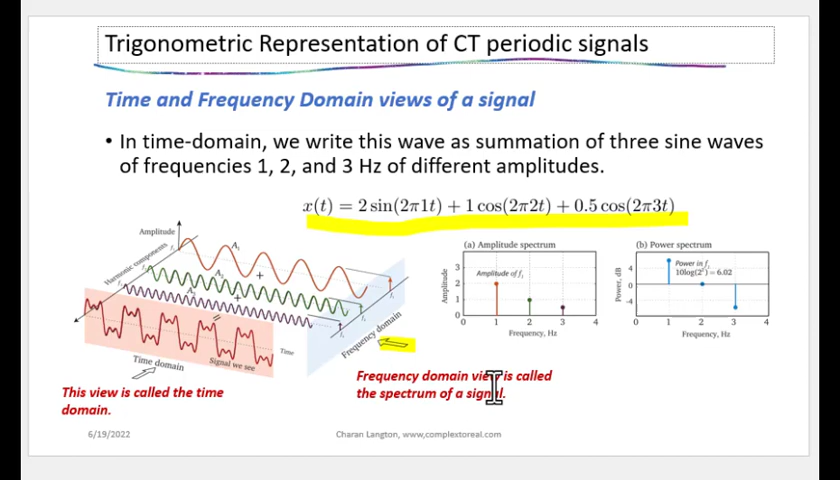 Trigonometric Representation of CT periodic signals
Time and Frequency Domain views of a signal
• In time-domain, we write this wave as summation of three sine waves
of frequencies 1, 2, and 3 Hz of different amplitudes.
x(t) = 2 sin(2π1t) + 1 cos(2π2t) + 0.5 cos(2π3t)
Amplitude
Harmonic components
A₁
A₂
+
+
=
Time
Time domain
Signal we see
Frequency domain
(a) Amplitude spectrum
Amplitude
3
2
1
0
Amplitude of f₁
0 1 2 3 4
Frequency, Hz
(b) Power spectrum
Power, dB
4
0
-4
Power in f₁
10log(2²) = 6.02
0 1 2 3 4
Frequency, Hz
This view is called the time
domain.
Frequency domain view is called
the spectrum of a signal.
6/19/2022
Charan Langton, www.complextoreal.com